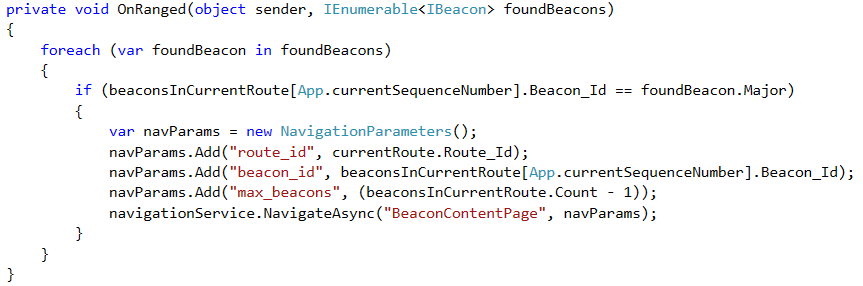 private void OnRanged(object sender, IEnumerable<IBeacon> foundBeacons)
{
    foreach (var foundBeacon in foundBeacons)
    {
        if (beaconsInCurrentRoute[App.currentSequenceNumber].Beacon_Id == foundBeacon.Major)
        {
            var navParams = new NavigationParameters();
            navParams.Add("route_id", currentRoute.Route_Id);
            navParams.Add("beacon_id", beaconsInCurrentRoute[App.currentSequenceNumber].Beacon_Id);
            navParams.Add("max_beacons", (beaconsInCurrentRoute.Count - 1));
            navigationService.NavigateAsync("BeaconContentPage", navParams);
        }
    }
}